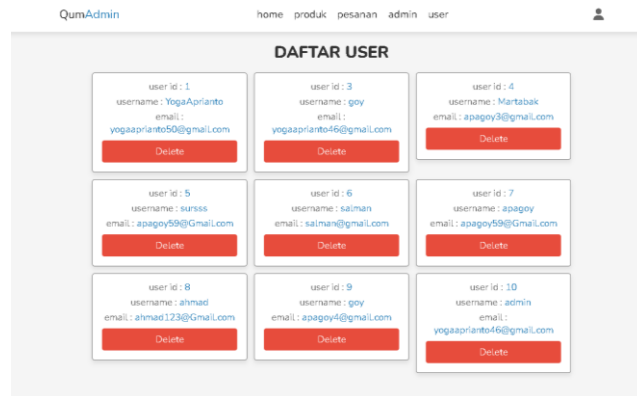 QumAdmin home produk pesanan admin user
DAFTAR USER
user id : 1
username : YogaAprianto
email :
yogaaprianto50@gmail.com
Delete
user id : 3
username : goy
email :
yogaaprianto46@gmail.com
Delete
user id : 4
username : Martabak
email : apagoy3@gmail.com
Delete
user id : 5
username : sursss
email : apagoy59@Gmail.com
Delete
user id : 6
username : salman
email : salman@gmail.com
Delete
user id : 7
username : apagoy
email : apagoy59@Gmail.com
Delete
user id : 8
username : ahmad
email : ahmad123@Gmail.com
Delete
user id : 9
username : goy
email : apagoy4@gmail.com
Delete
user id : 10
username : admin
email :
yogaaprianto46@gmail.com
Delete